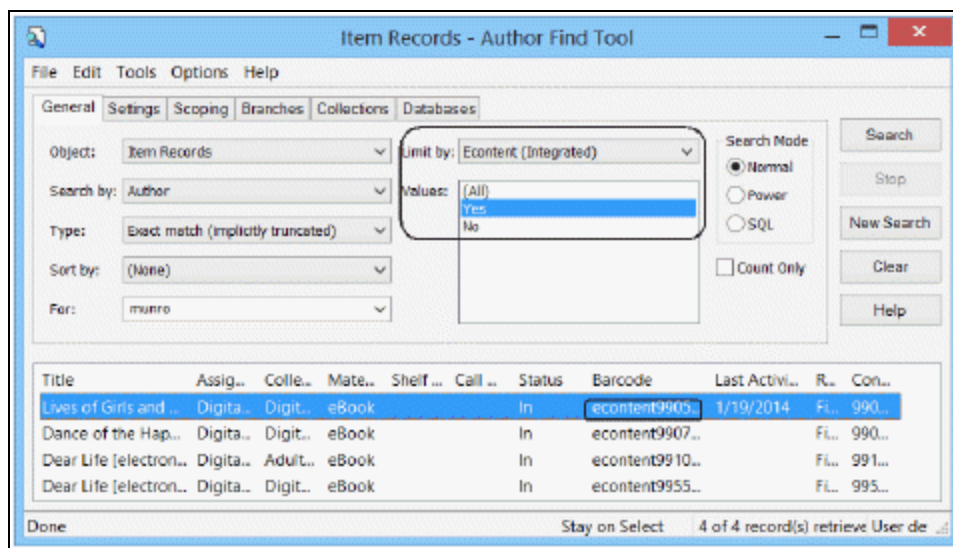 Item Records - Author Find Tool
File Edit Tools Options Help
General Settings Scoping Branches Collections Databases
Object: Item Records
Limit by: Econtent (Integrated)
Search Mode
Search
Normal
Search by: Author
Values: (All)
Yes
No
Power
Stop
Type: Exact match (implicitly truncated)
SQL
New Search
Sort by: (None)
Count Only
Clear
For: munro
Help
Title Assig... Colle... Mate... Shelf ... Call ... Status Barcode Last Activi... R... Con...
Lives of Girls and ... Digita... Digit... eBook In econtent9905... 1/19/2014 Fi... 990...
Dance of the Hap... Digita... Digit... eBook In econtent9907... Fi... 990...
Dear Life [electron... Digita... Adult... eBook In econtent9910... Fi... 991...
Dear Life [electron... Digita... Digit... eBook In econtent9955... Fi... 995...
Done Stay on Select 4 of 4 record(s) retrieve User de